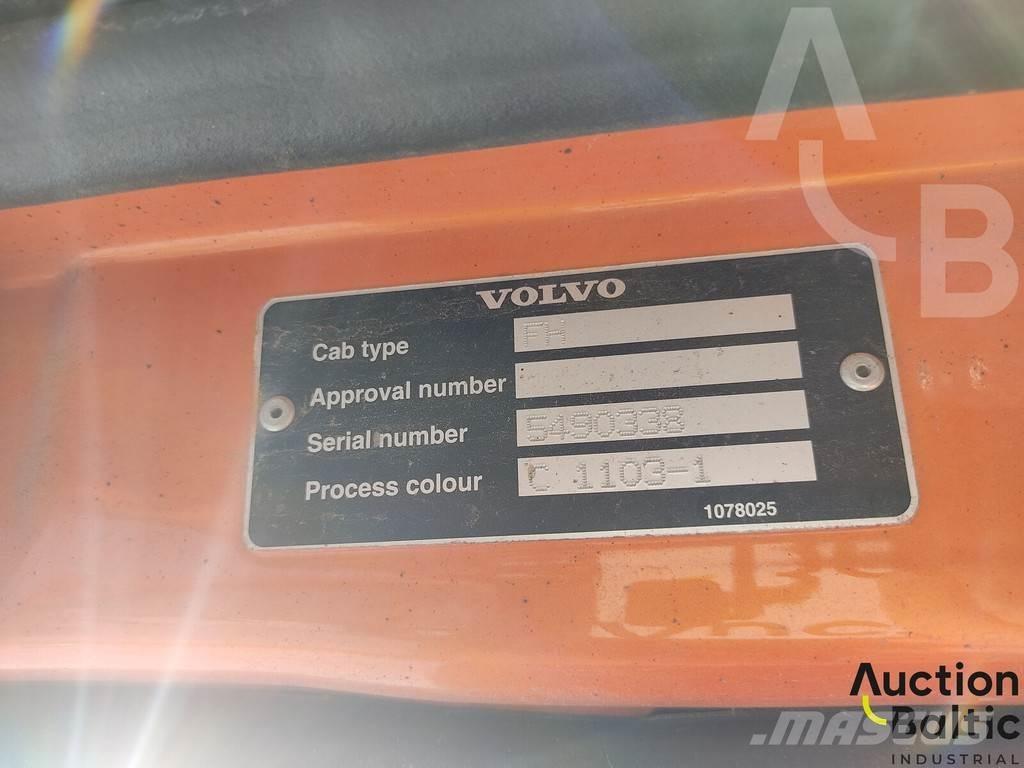 A
B
VOLVO
Cab type FH
Approval number
Serial number 5490338
Process colour C 1103-1
1078025
Auction
Baltic
INDUSTRIAL
MASCUS